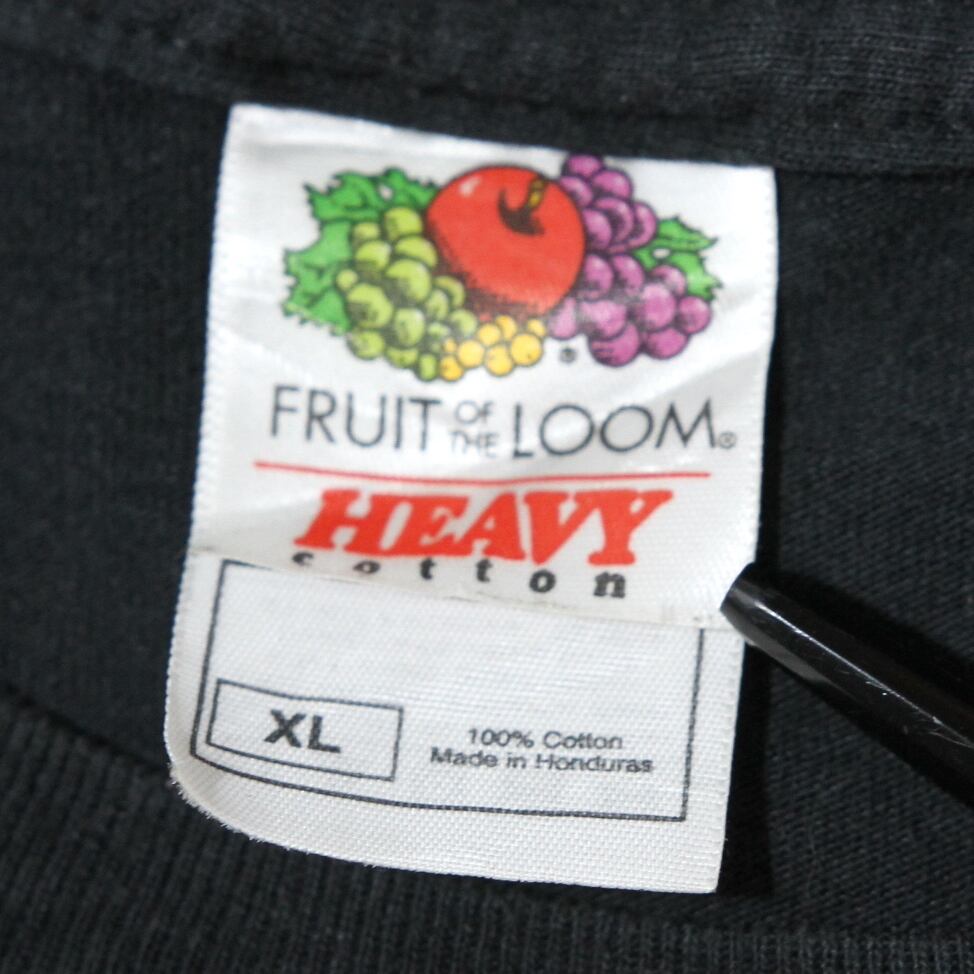 ®
FRUIT OF THE LOOM®
HEAVY
cotton
XL
100% Cotton
Made in Honduras